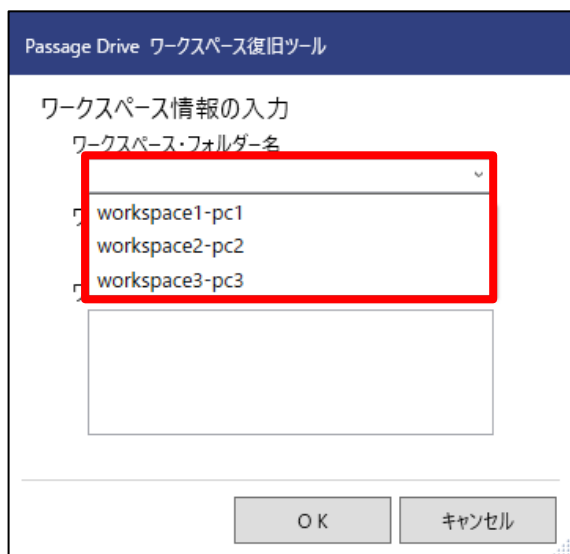 Passage Drive ワークスペース復旧ツール
ワークスペース情報の入力
ワークスペース・フォルダー名
workspace1-pc1
workspace2-pc2
workspace3-pc3
OK
キャンセル